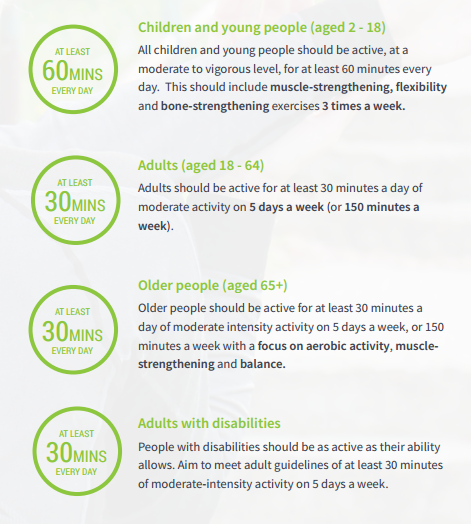 Children and young people (aged 2 - 18)
AT LEAST
60MINS
EVERY DAY
All children and young people should be active, at a
moderate to vigorous level, for at least 60 minutes every
day. This should include muscle-strengthening, flexibility
and bone-strengthening exercises 3 times a week.
Adults (aged 18 - 64)
AT LEAST
30MINS
EVERY DAY
Adults should be active for at least 30 minutes a day of
moderate activity on 5 days a week (or 150 minutes a
week).
Older people (aged 65+)
AT LEAST
30MINS
EVERY DAY
Older people should be active for at least 30 minutes a
day of moderate intensity activity on 5 days a week, or 150
minutes a week with a focus on aerobic activity, muscle-
strengthening and balance.
Adults with disabilities
AT LEAST
30MINS
EVERY DAY
People with disabilities should be as active as their ability
allows. Aim to meet adult guidelines of at least 30 minutes
of moderate-intensity activity on 5 days a week.